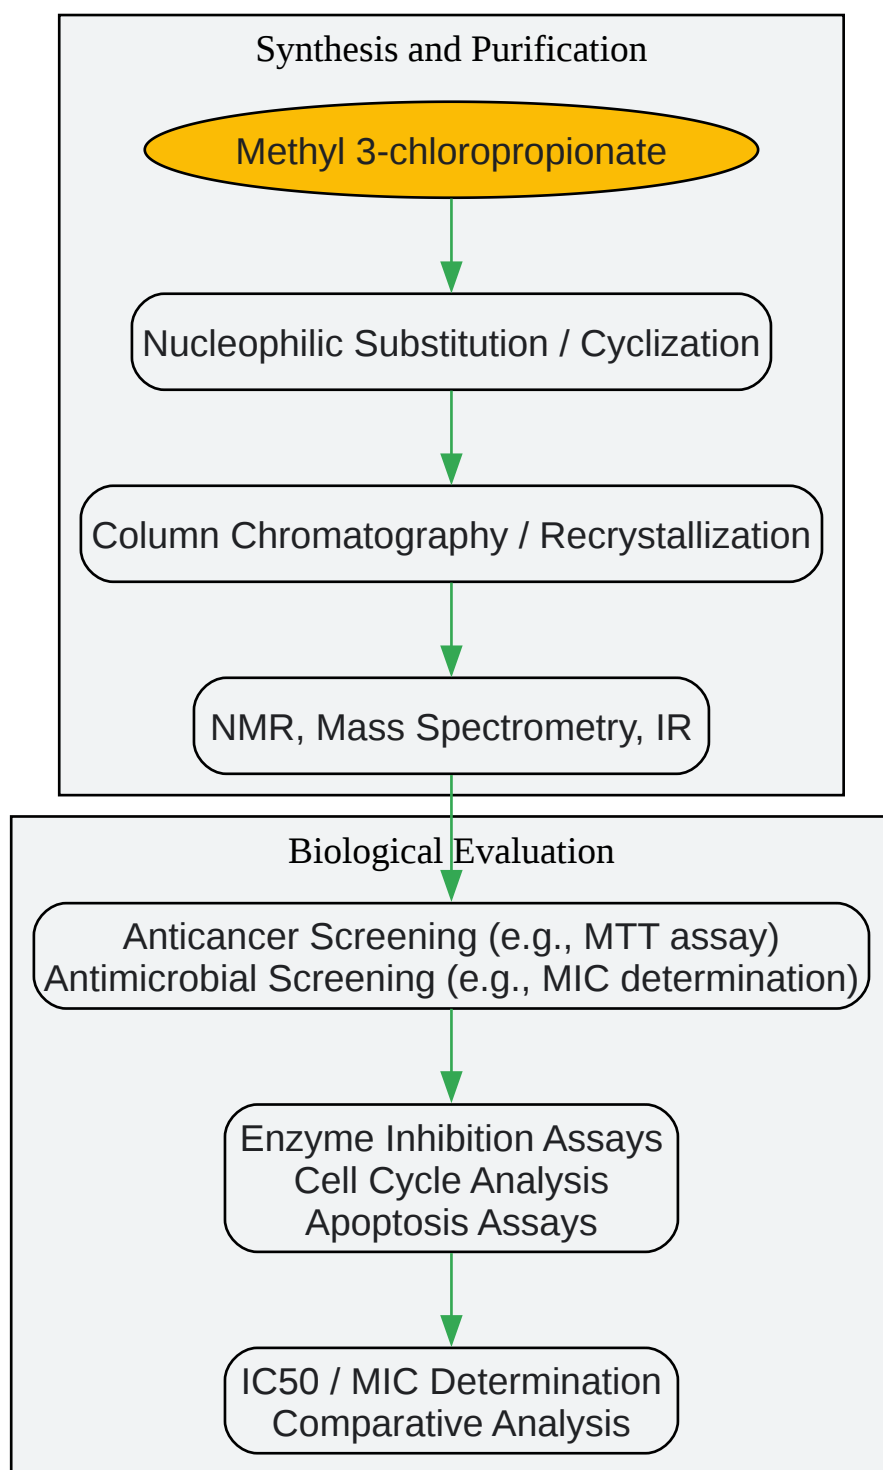 Synthesis and Purification
Methyl 3-chloropropionate
Nucleophilic Substitution / Cyclization
Column Chromatography / Recrystallization
NMR, Mass Spectrometry, IR
Biological Evaluation
Anticancer Screening (e.g., MTT assay)
Antimicrobial Screening (e.g., MIC determination)
Enzyme Inhibition Assays
Cell Cycle Analysis
Apoptosis Assays
IC50 / MIC Determination
Comparative Analysis